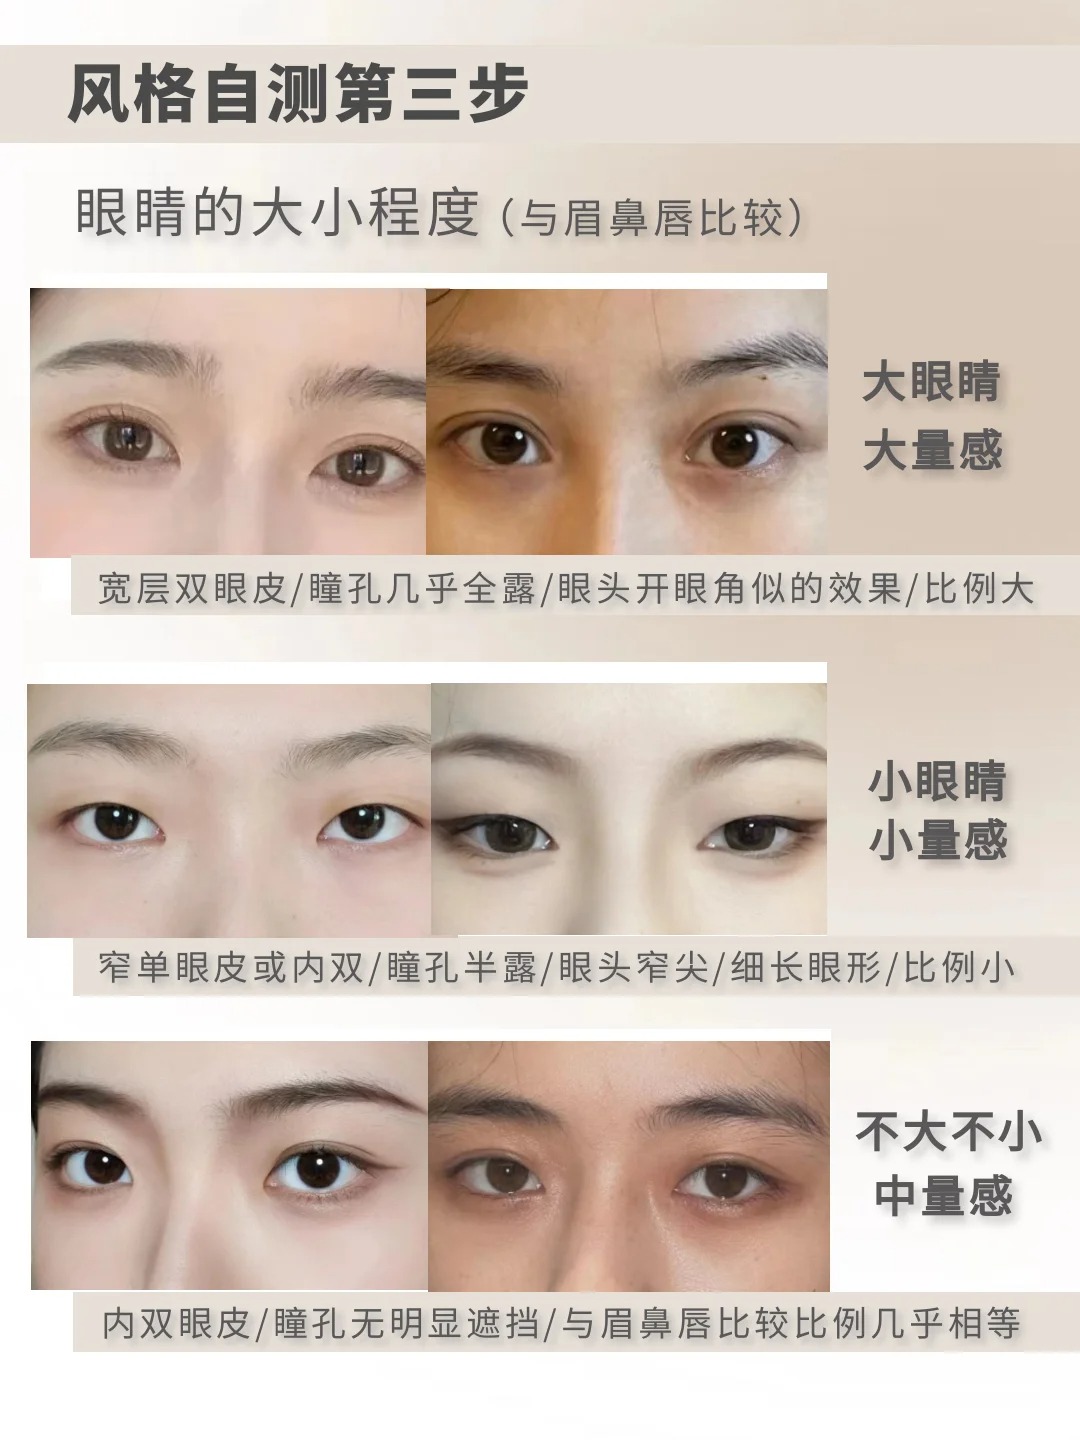 风格自测第三步
眼睛的大小程度（与眉鼻唇比较）
大眼睛
大量感
宽层双眼皮/瞳孔几乎全露/眼头开眼角似的效果/比例大
小眼睛
小量感
窄单眼皮或内双/瞳孔半露/眼头窄尖/细长眼形/比例小
不大不小
中量感
内双眼皮/瞳孔无明显遮挡/与眉鼻唇比较比例几乎相等